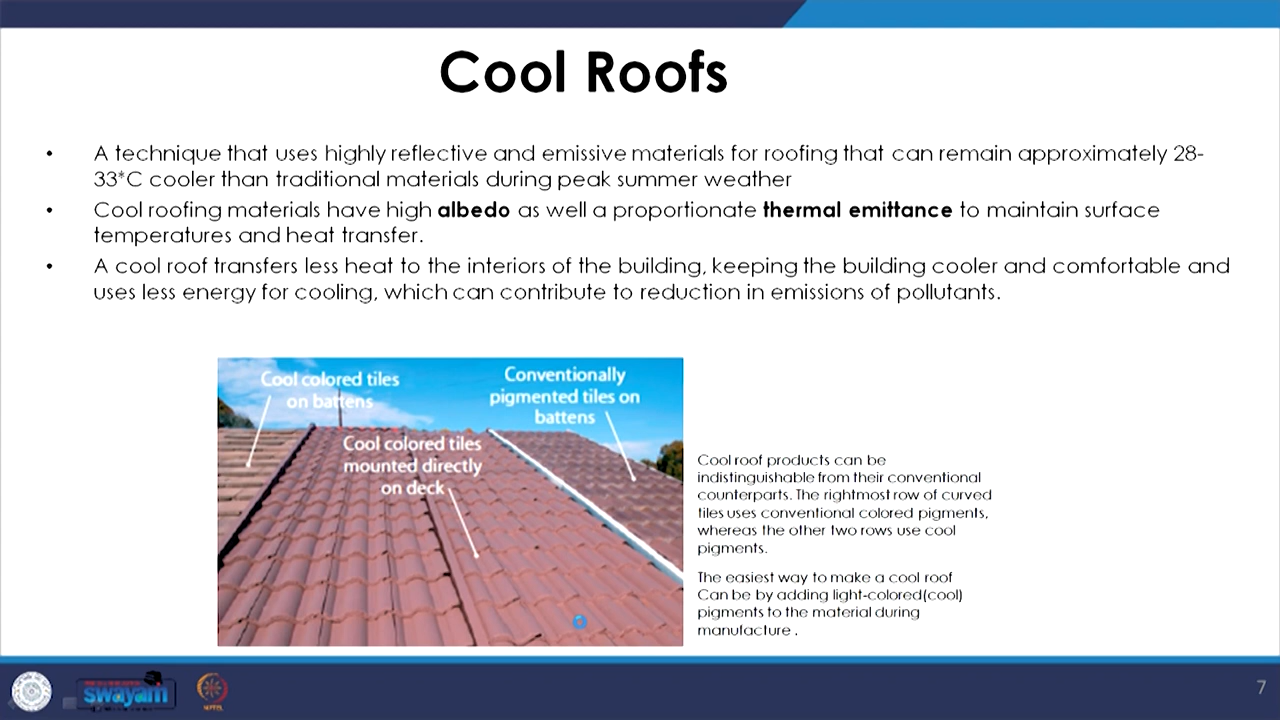 Cool Roofs
• A technique that uses highly reflective and emissive materials for roofing that can remain approximately 28-
33*C cooler than traditional materials during peak summer weather
• Cool roofing materials have high albedo as well a proportionate thermal emittance to maintain surface
temperatures and heat transfer.
• A cool roof transfers less heat to the interiors of the building, keeping the building cooler and comfortable and
uses less energy for cooling, which can contribute to reduction in emissions of pollutants.
Cool colored tiles
on battens
Conventionally
pigmented tiles on
battens
Cool colored tiles
mounted directly
on deck
Cool roof products can be
indistinguishable from their conventional
counterparts. The rightmost row of curved
tiles uses conventional colored pigments,
whereas the other two rows use cool
pigments.
The easiest way to make a cool roof
Can be by adding light-colored(cool)
pigments to the material during
manufacture .
swayam
7